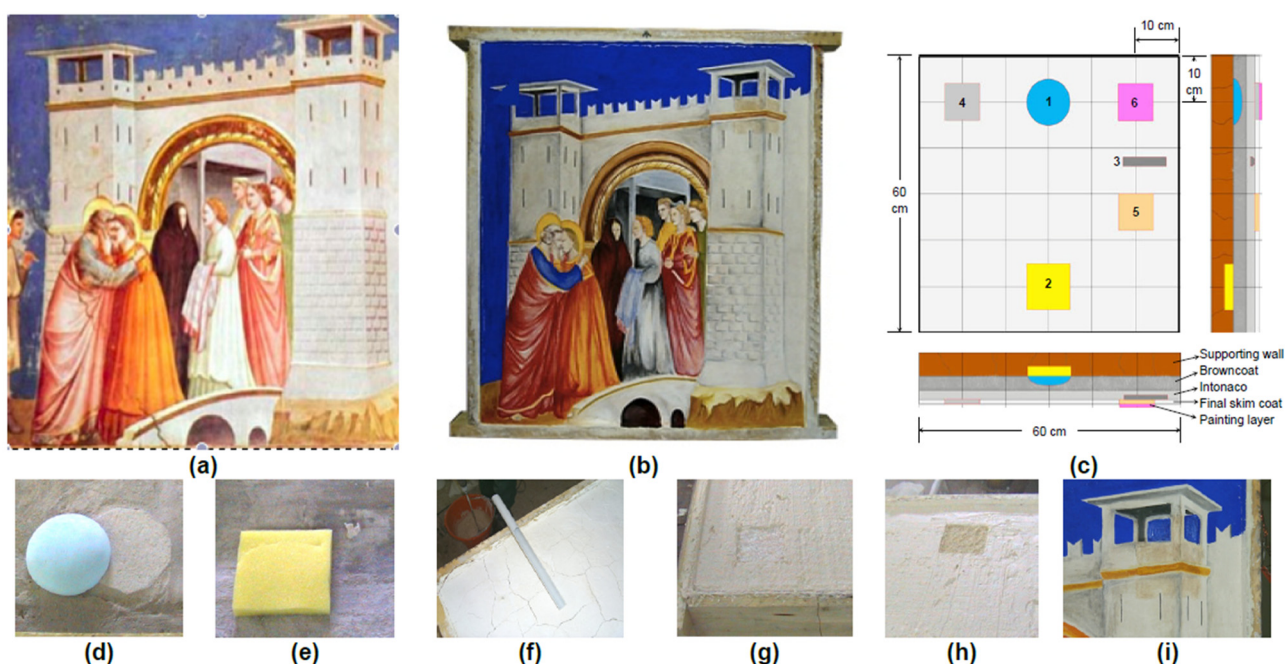 10 cm
10
cm
4
1
6
3
5
60
cm
2
Supporting wall
Browncoat
Intonaco
Final skim coat
Painting layer
60 cm
(a)
(b)
(c)
(d)
(e)
(f)
(g)
(h)
(i)